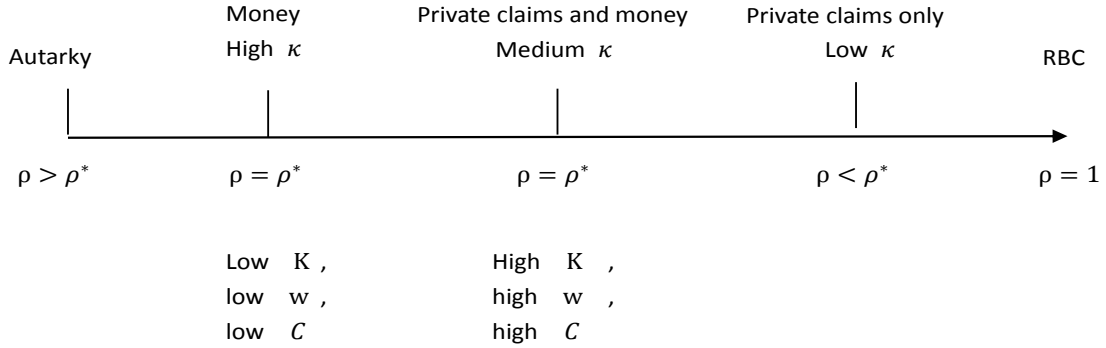 Money Private claims and money Private claims only
Autarky High κ Medium κ Low κ RBC
ρ > ρ* ρ = ρ* ρ = ρ* ρ < ρ* ρ = 1
Low K , High K ,
low w , high w ,
low C high C